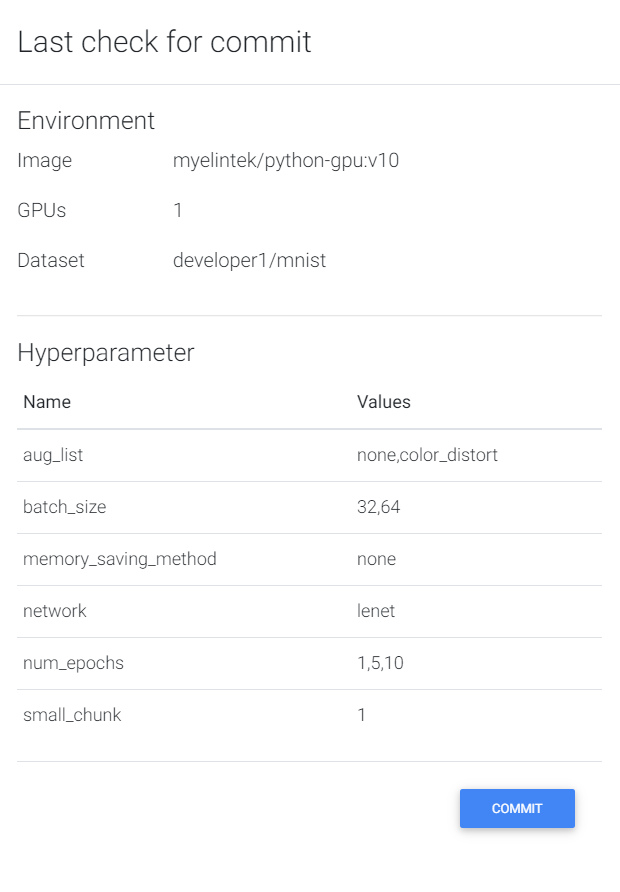 Last check for commit
Environment
Image myelintek/python-gpu:v10
GPUs 1
Dataset developer1/mnist
Hyperparameter
Name Values
aug_list none,color_distort
batch_size 32,64
memory_saving_method none
network lenet
num_epochs 1,5,10
small_chunk 1
COMMIT